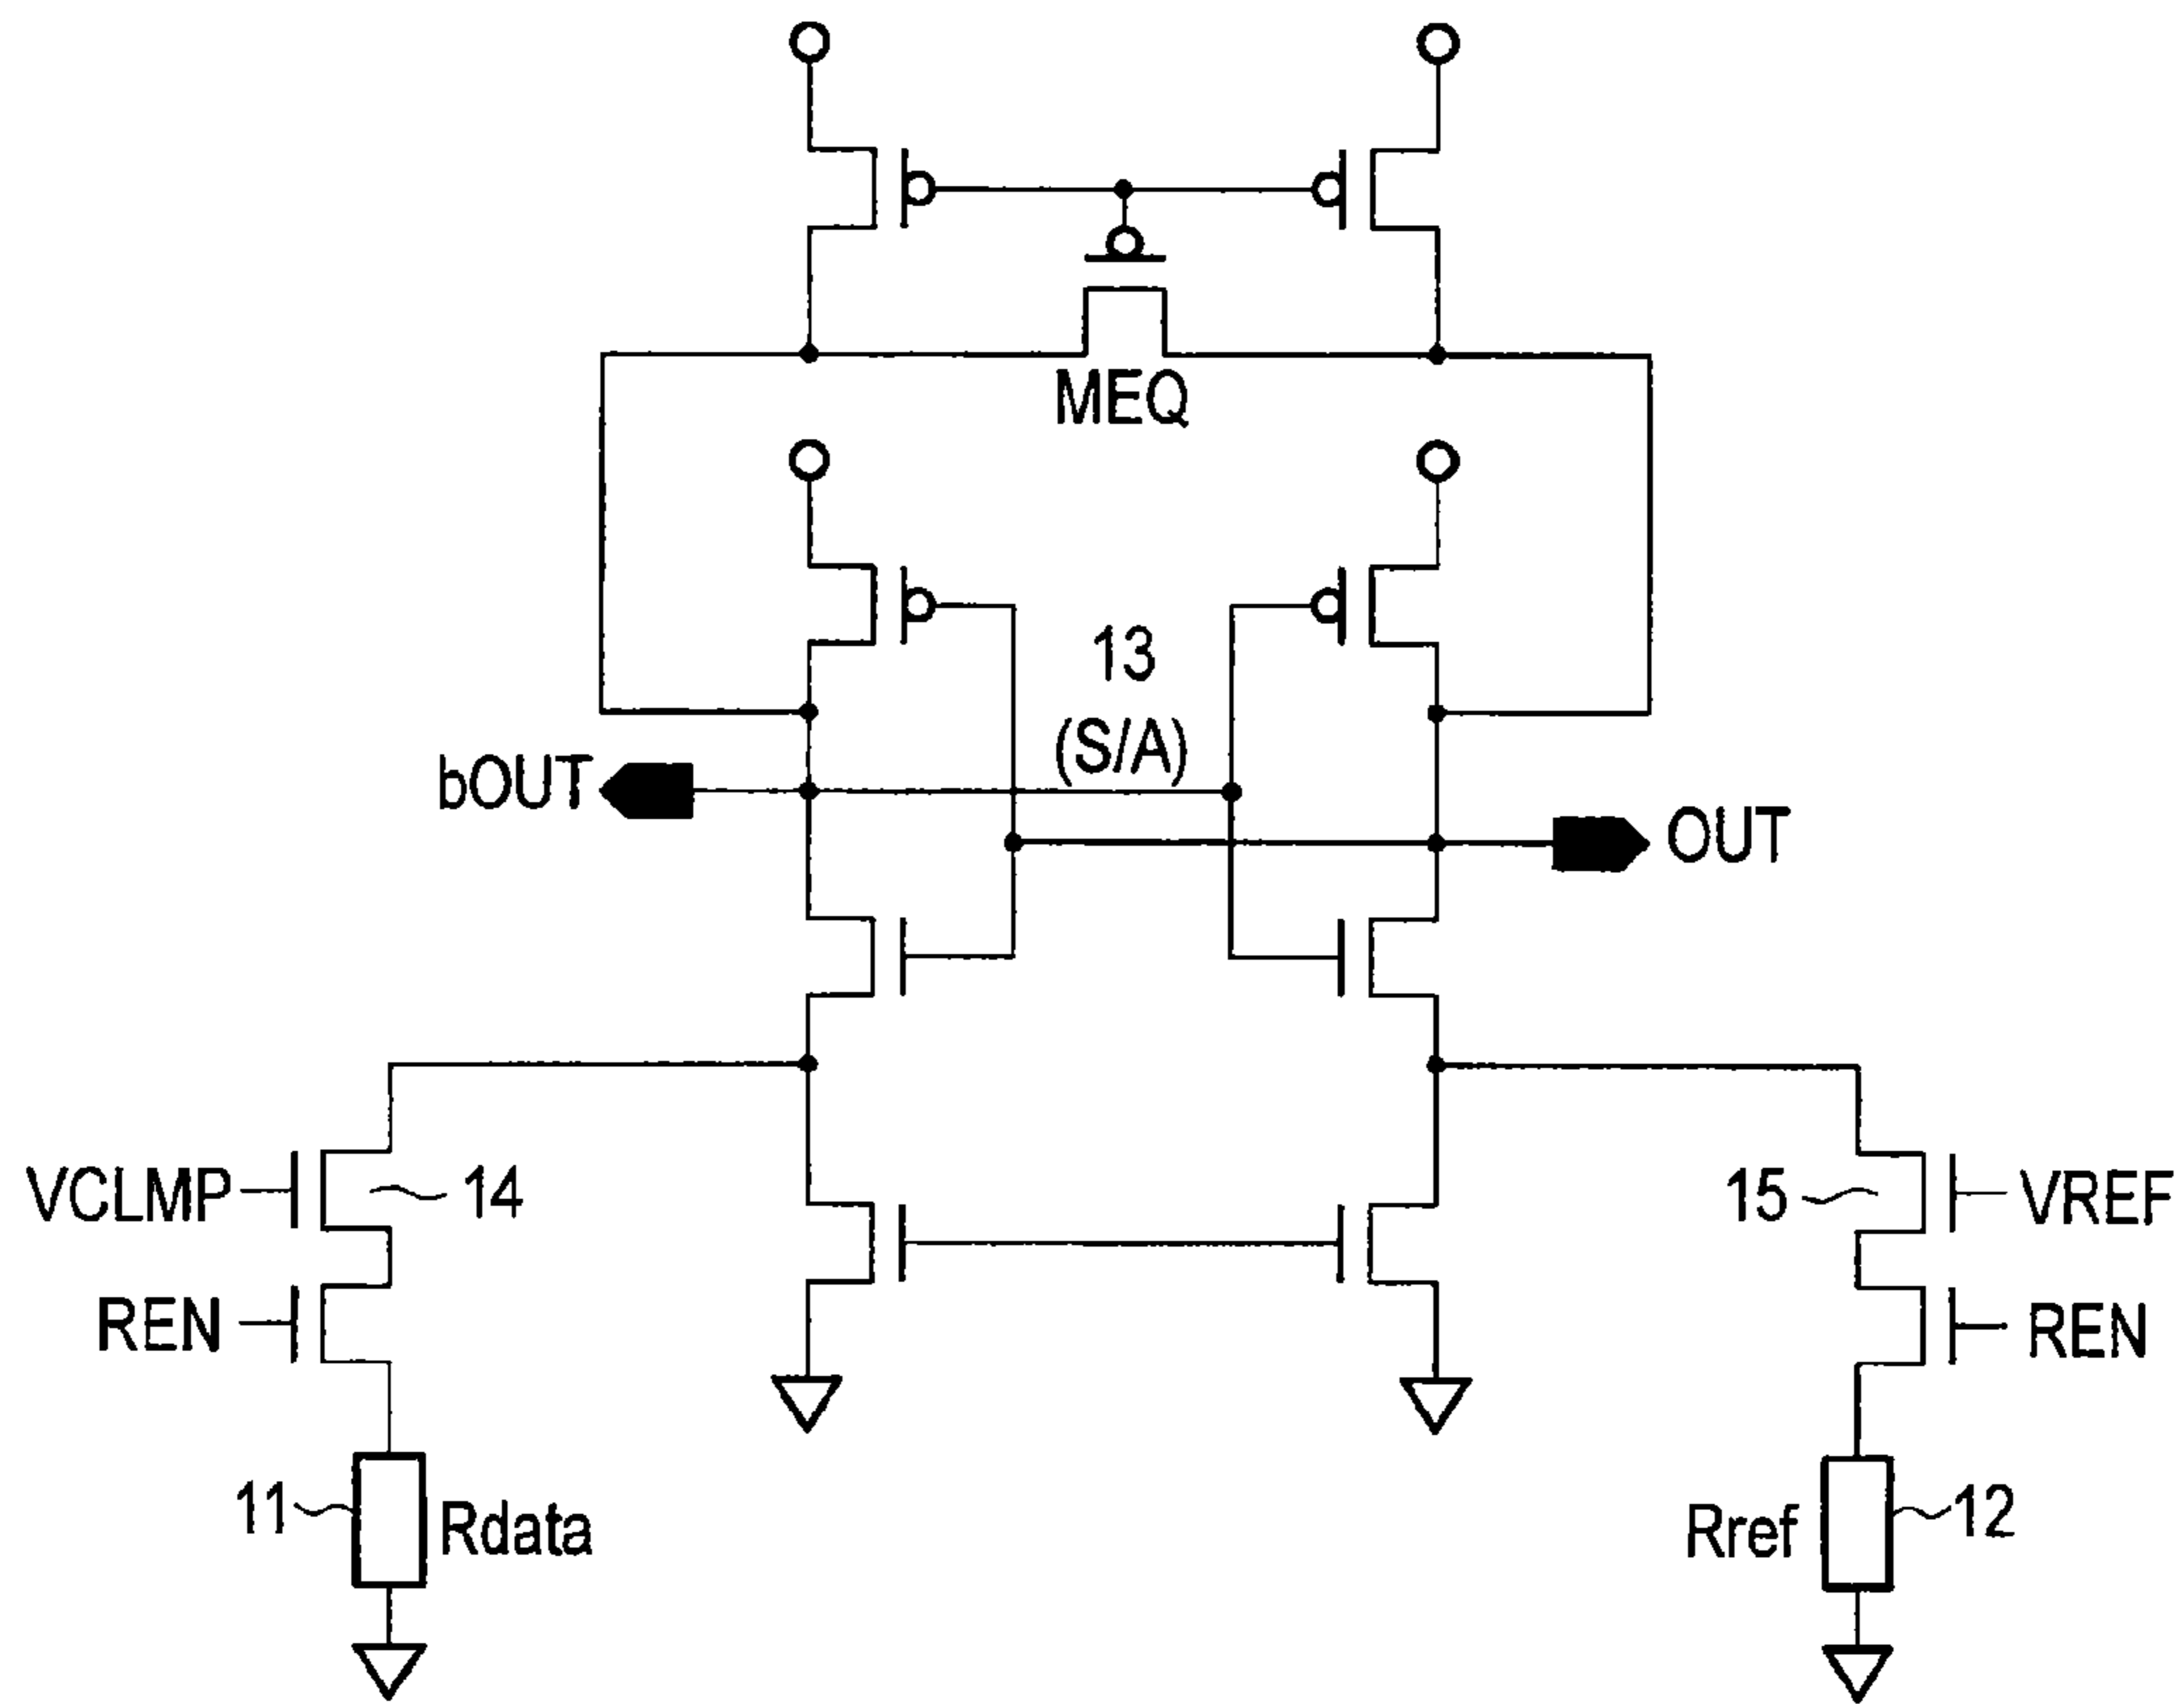 MEQ
13
(S/A)
bOUT
OUT
VCLMP
14
15
VREF
REN
REN
11
Rdata
Rref
12